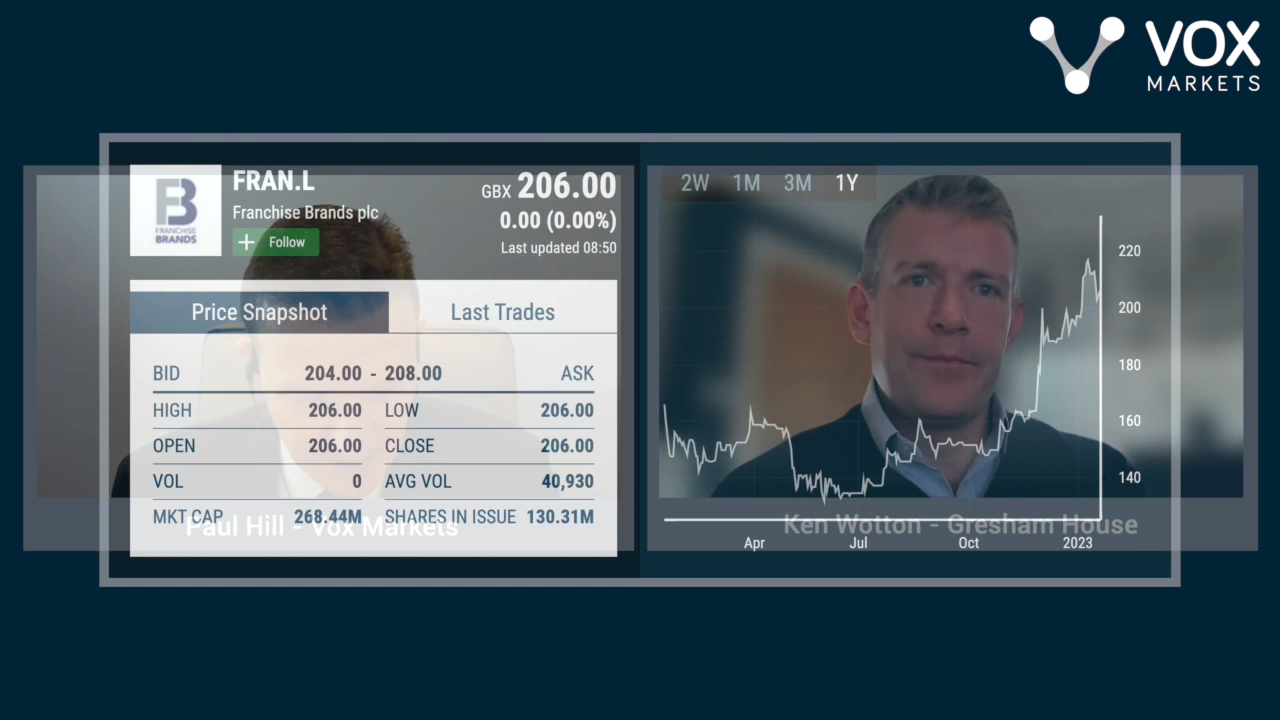 VOX
MARKETS
FRAN.L
Franchise Brands plc
+ Follow
GBX 206.00
0.00 (0.00%)
Last updated 08:50
FB
FRANCHISE
BRANDS
2W 1M 3M 1Y
Price Snapshot Last Trades
BID 204.00 - 208.00 ASK
HIGH 206.00 LOW 206.00
OPEN 206.00 CLOSE 206.00
VOL 0 AVG VOL 40,930
MKT CAP 268.44M SHARES IN ISSUE 130.31M
220
200
180
160
140
Apr Jul Oct 2023
Paul Hill - Vox Markets
Ken Wotton - Gresham House